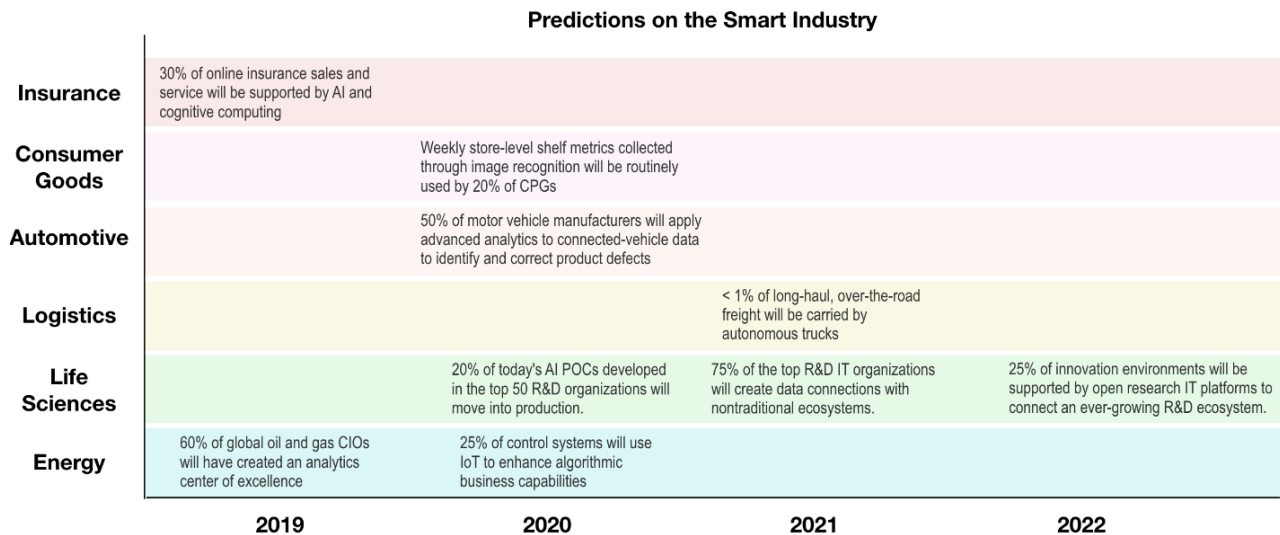 Predictions on the Smart Industry
Insurance
30% of online insurance sales and
service will be supported by AI and
cognitive computing
Consumer
Goods
Weekly store-level shelf metrics collected
through image recognition will be routinely
used by 20% of CPGs
Automotive
50% of motor vehicle manufacturers will apply
advanced analytics to connected-vehicle data
to identify and correct product defects
Logistics
< 1% of long-haul, over-the-road
freight will be carried by
autonomous trucks
Life
Sciences
20% of today's AI POCs developed
in the top 50 R&D organizations will
move into production.
75% of the top R&D IT organizations
will create data connections with
nontraditional ecosystems.
25% of innovation environments will be
supported by open research IT platforms to
connect an ever-growing R&D ecosystem.
Energy
60% of global oil and gas CIOs
will have created an analytics
center of excellence
25% of control systems will use
IoT to enhance algorithmic
business capabilities
2019
2020
2021
2022